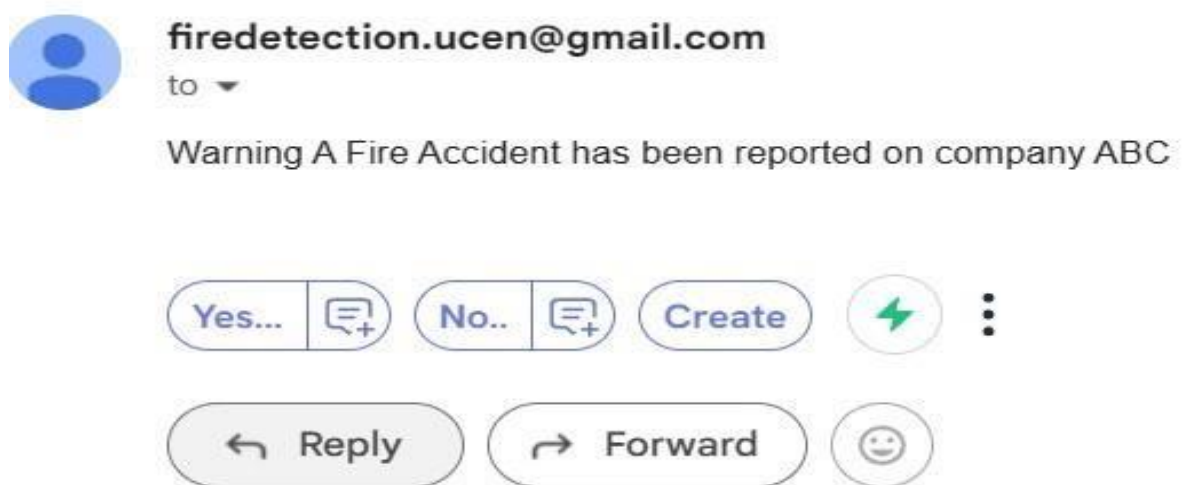 firedetection.ucen@gmail.com
to
Warning A Fire Accident has been reported on company ABC
Yes... No.. Create
Reply Forward